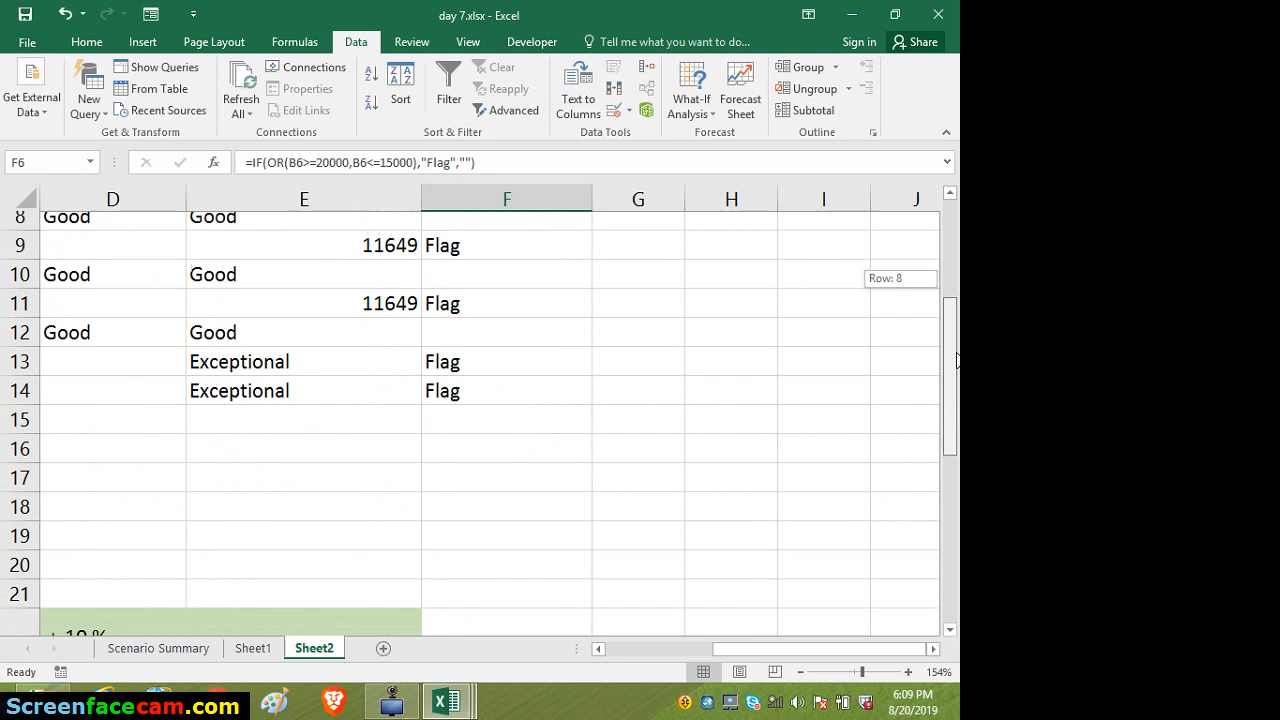 day 7.xlsx - Excel
File Home Insert Page Layout Formulas Data Review View Developer Tell me what you want to do... Sign in Share
Get External Data
New Query
Show Queries
From Table
Recent Sources
Get & Transform
Refresh All
Connections
Properties
Edit Links
Connections
Sort
Filter
Clear
Reapply
Advanced
Sort & Filter
Text to Columns
Data Tools
What-If Analysis
Forecast Sheet
Forecast
Group
Ungroup
Subtotal
Outline
F6 fx =IF(OR(B6>=20000,B6<=15000),"Flag","")
D E F G H I J
8 Good Good
9 11649 Flag
10 Good Good
Row: 8
11 11649 Flag
12 Good Good
13 Exceptional Flag
14 Exceptional Flag
15
16
17
18
19
20
21
Scenario Summary Sheet1 Sheet2
Ready 154%
Screenfacecam.com
6:09 PM
8/20/2019